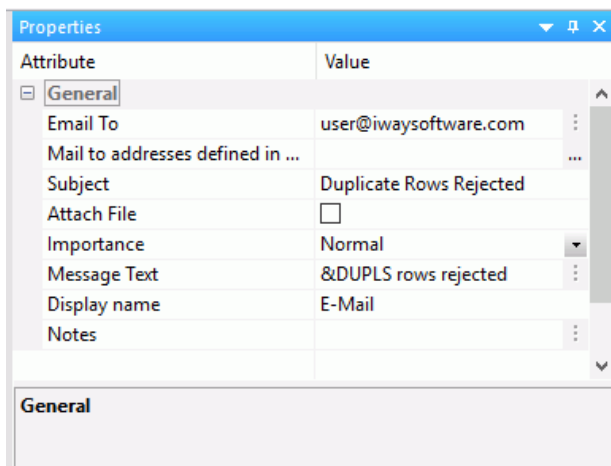 Properties
Attribute Value
General
Email To user@iwaysoftware.com
Mail to addresses defined in ... ...
Subject Duplicate Rows Rejected
Attach File
Importance Normal
Message Text &DUPLS rows rejected
Display name E-Mail
Notes
General